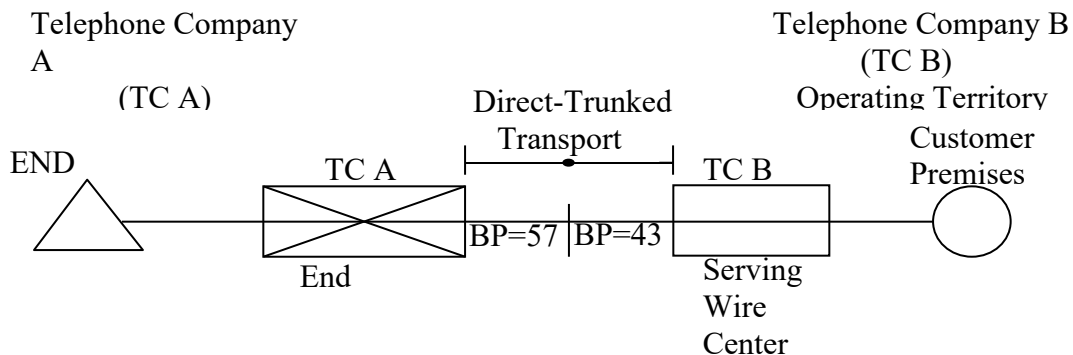 Telephone Company
A
(TC A)
Telephone Company B
(TC B)
Operating Territory
Direct-Trunked
Transport
Customer
Premises
END
TC A
TC B
BP=57
BP=43
End
Serving
Wire
Center